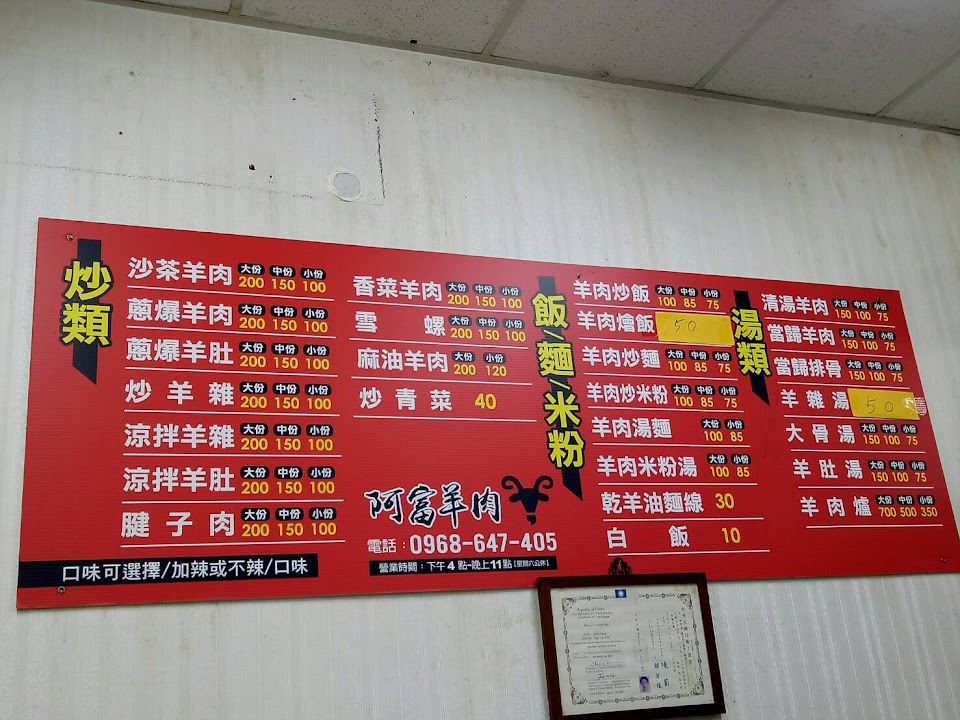 炒類
沙茶羊肉 大份 200 中份 150 小份 100
蔥爆羊肉 大份 200 中份 150 小份 100
蔥爆羊肚 大份 200 中份 150 小份 100
炒羊雜 大份 200 中份 150 小份 100
涼拌羊雜 大份 200 中份 150 小份 100
涼拌羊肚 大份 200 中份 150 小份 100
腱子肉 大份 200 中份 150 小份 100
口味可選擇/加辣或不辣/口味
香菜羊肉 大份 200 中份 150 小份 100
雪螺 大份 200 中份 150 小份 100
麻油羊肉 大份 200 小份 120
炒青菜 40
阿富羊肉
電話:0968-647-405
營業時間:下午4點-晚上11點【星期六公休】
飯/麵/米粉
羊肉炒飯 大份 100 中份 85 小份 75
羊肉燴飯 50
羊肉炒麵 大份 100 中份 85 小份 75
羊肉炒米粉 大份 100 中份 85 小份 75
羊肉湯麵 大份 100 小份 85
羊肉米粉湯 大份 100 小份 85
乾羊油麵線 30
白飯 10
湯類
清湯羊肉 大份 150 中份 100 小份 75
當歸羊肉 大份 150 中份 100 小份 75
當歸排骨 大份 150 中份 100 小份 75
羊雜湯 50
大骨湯 大份 150 中份 100 小份 75
羊肚湯 大份 150 中份 100 小份 75
羊肉爐 大份 700 中份 500 小份 350
Republic of China